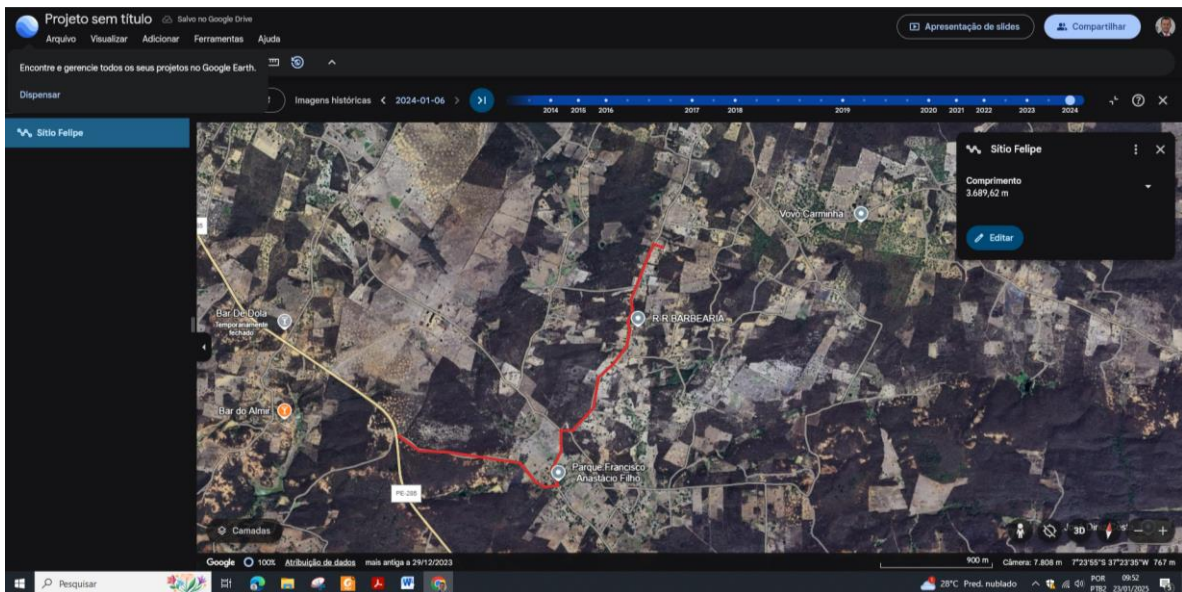 Projeto sem título
Salvo no Google Drive
Arquivo Visualizar Adicionar Ferramentas Ajuda
Apresentação de slides
Compartilhar
Encontre e gerencie todos os seus projetos no Google Earth.
Dispensar
Imagens históricas 2024-01-06
2014 2015 2016 2017 2018 2019 2020 2021 2022 2023 2024
Sítio Felipe
Sítio Felipe
Comprimento
3.689,62 m
Editar
Vovó Carminha
R.R BARBEARIA
Bar De Dola
Temporariamente
fechado
Bar do Almir
Parque Francisco
Anastácio Filho
Camadas
3D
Google 100% Atribuição de dados mais antiga a 29/12/2023
900 m Câmera: 7.808 m 7°23'55"S 37°23'35"W 767 m
Pesquisar
28°C Pred. nublado
POR
PTB2
09:52
23/01/2025